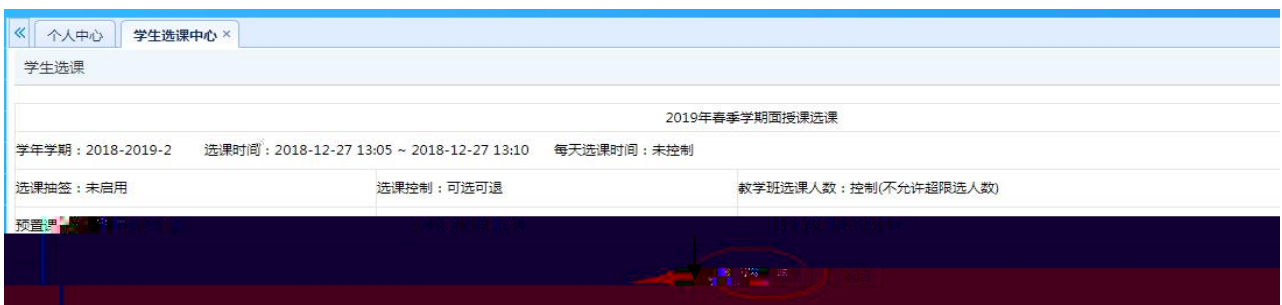 个人中心 学生选课中心 ×
学生选课
2019年春季学期面授课选课
学年学期：2018-2019-2 选课时间：2018-12-27 13:05 ~ 2018-12-27 13:10 每天选课时间：未控制
选课抽签：未启用 选课控制：可选可退 教学班选课人数：控制(不允许超限选人数)
预置课